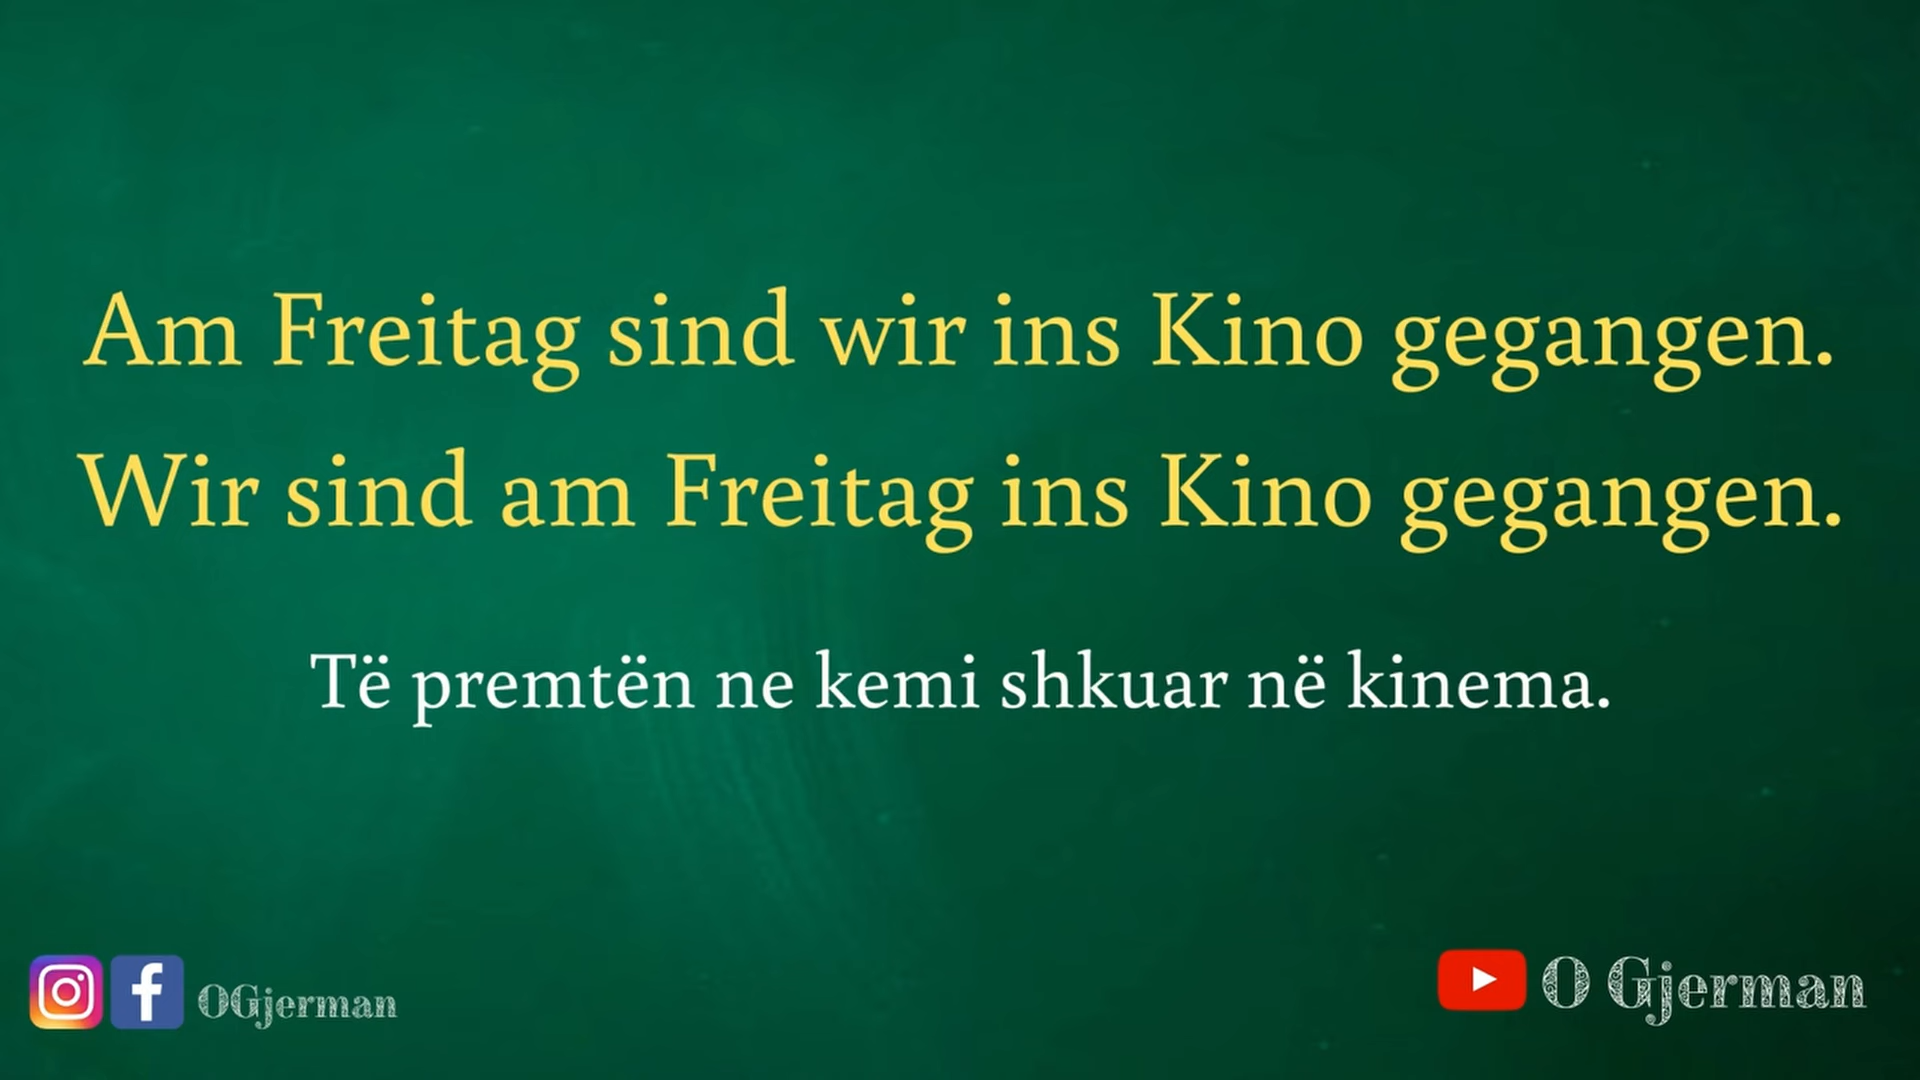 Am Freitag sind wir ins Kino gegangen.
Wir sind am Freitag ins Kino gegangen.
Të premtën ne kemi shkuar në kinema.
OGjerman
O Gjerman